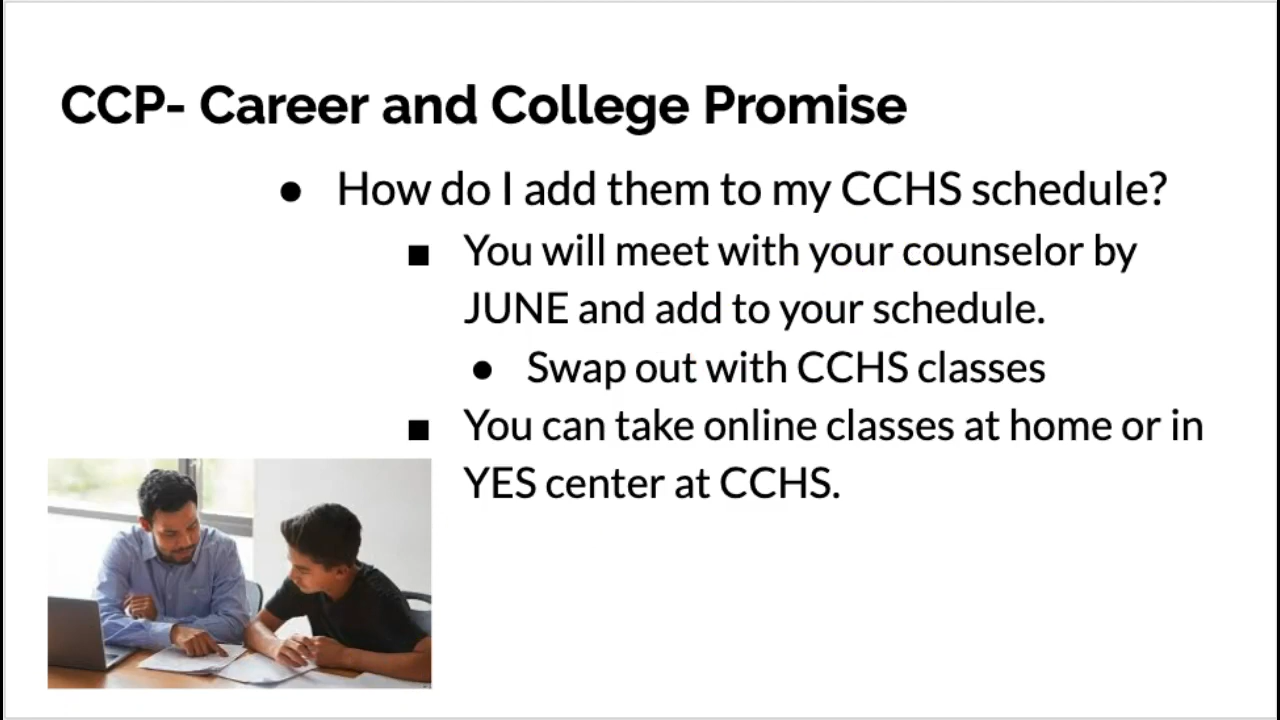 CCP- Career and College Promise
● How do I add them to my CCHS schedule?
■ You will meet with your counselor by
JUNE and add to your schedule.
● Swap out with CCHS classes
■ You can take online classes at home or in
YES center at CCHS.